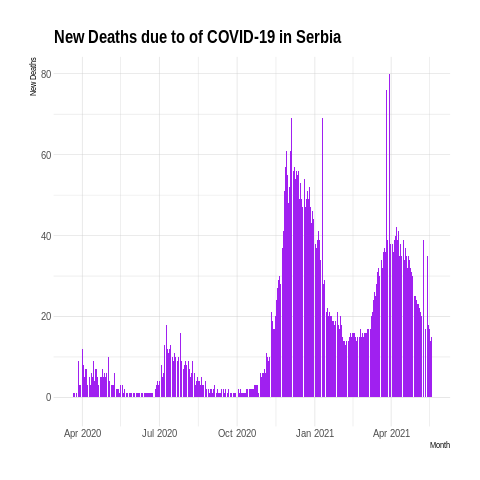 New Deaths due to of COVID-19 in Serbia
New Deaths
80
60
40
20
0
Apr 2020
Jul 2020
Oct 2020
Jan 2021
Apr 2021
Month